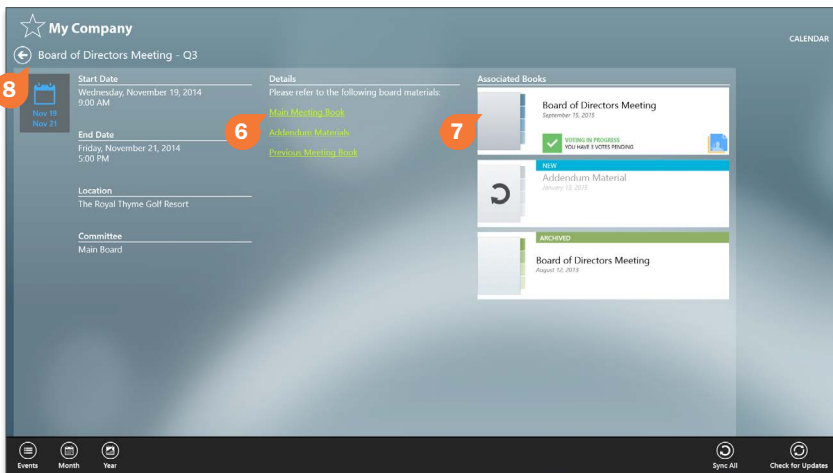 My Company
CALENDAR
Board of Directors Meeting - Q3
8
Nov 19
Nov 21
Start Date
Wednesday, November 19, 2014
9:00 AM
End Date
Friday, November 21, 2014
5:00 PM
Location
The Royal Thyme Golf Resort
Committee
Main Board
Details
Please refer to the following board materials:
6
Main Meeting Book
Addendum Materials
Previous Meeting Book
Associated Books
7
Board of Directors Meeting
September 15, 2015
VOTING IN PROGRESS
YOU HAVE 3 VOTES PENDING
NEW
Addendum Material
January 15, 2015
ARCHIVED
Board of Directors Meeting
August 12, 2013
Events
Month
Year
Sync All
Check for Updates